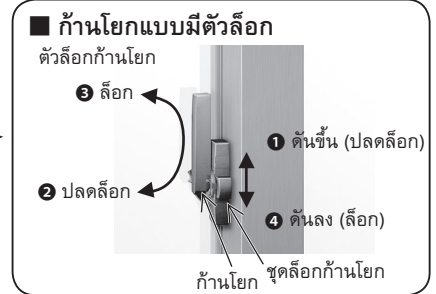 ■ ก้านโยกแบบมีตัวล็อก
ตัวล็อกก้านโยก
❸ ล็อก
❶ ดันขึ้น (ปลดล็อก)
❷ ปลดล็อก
❹ ดันลง (ล็อก)
ก้านโยก
ชุดล็อกก้านโยก